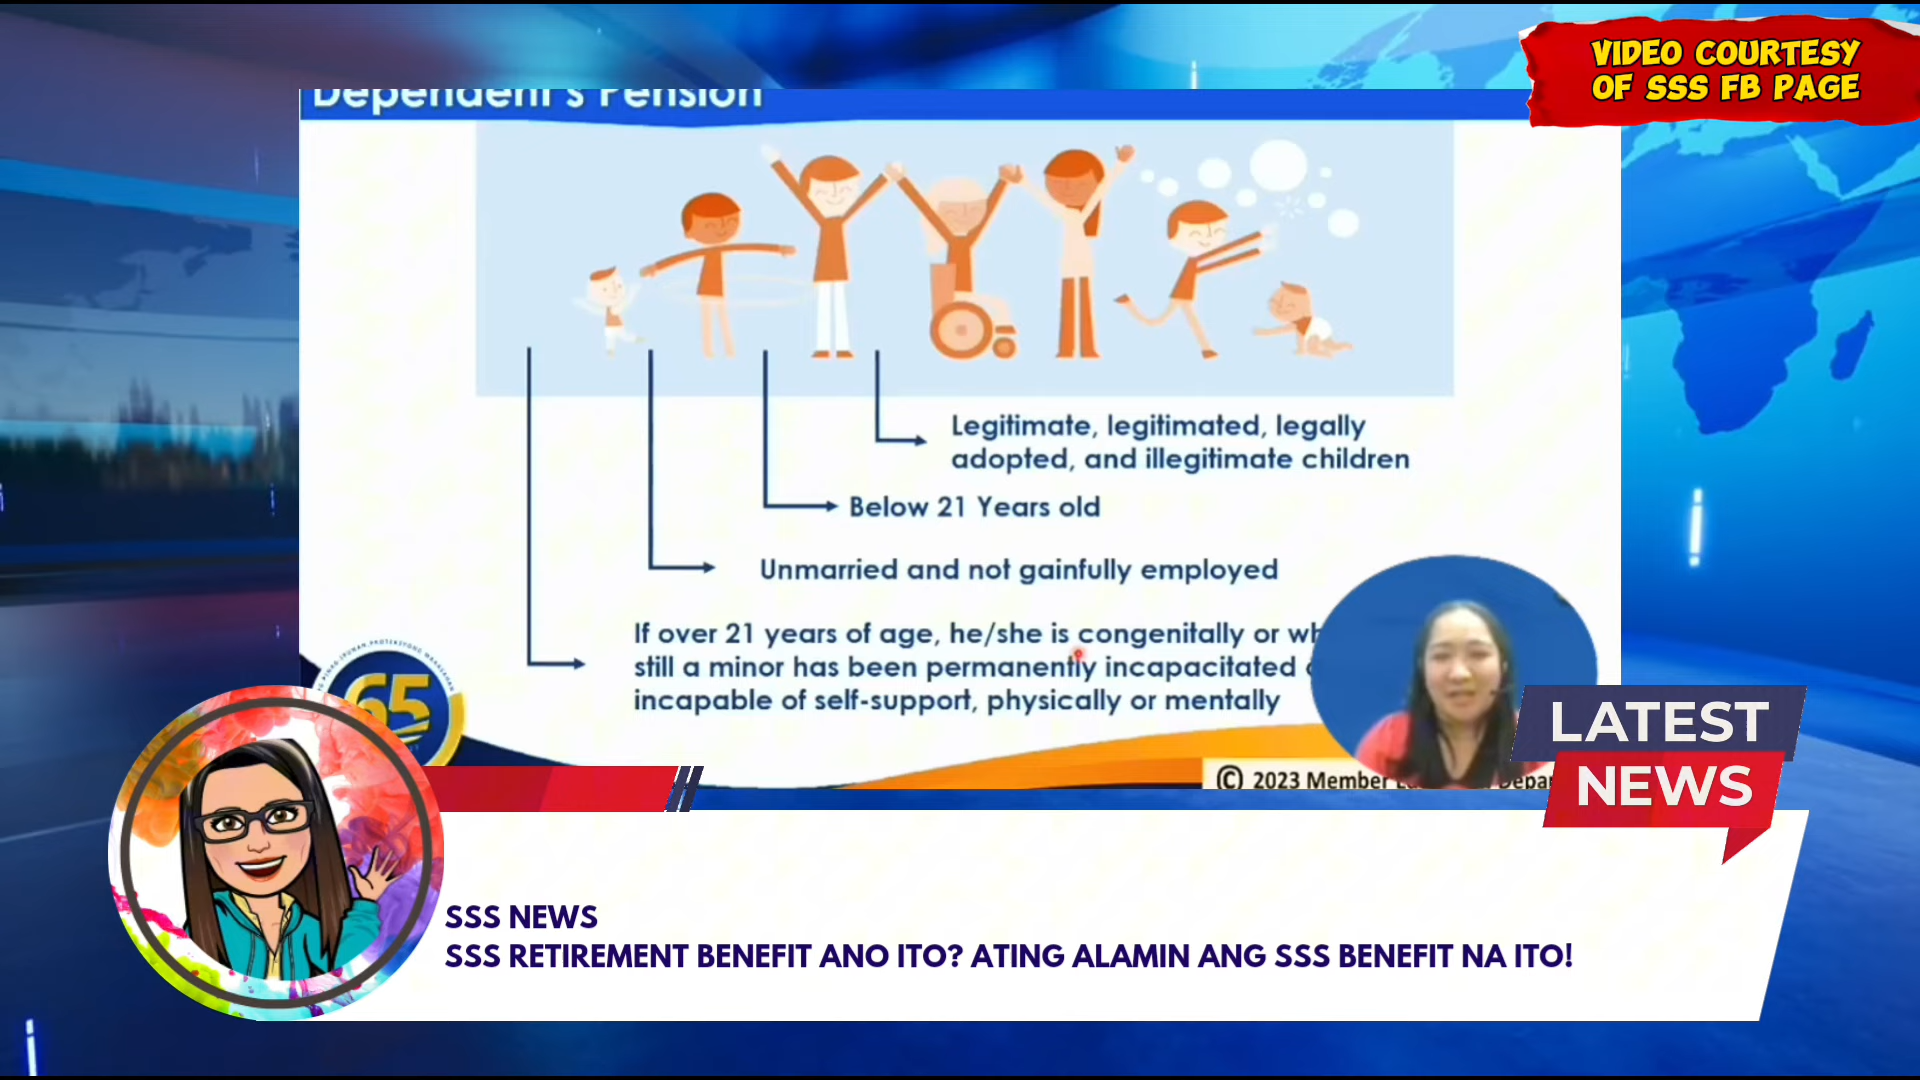 VIDEO COURTESY
OF SSS FB PAGE
Dependent's Pension
Legitimate, legitimated, legally
adopted, and illegitimate children
Below 21 Years old
Unmarried and not gainfully employed
If over 21 years of age, he/she is congenitally or
still a minor has been permanently incapacitated
incapable of self-support, physically or mentally
65
© 2023 Member
LATEST
NEWS
SSS NEWS
SSS RETIREMENT BENEFIT ANO ITO? ATING ALAMIN ANG SSS BENEFIT NA ITO!